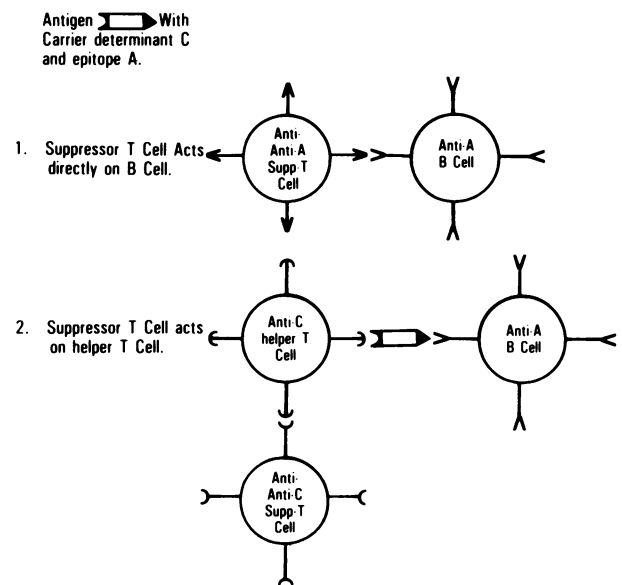 Antigen With
Carrier determinant C
and epitope A.
1. Suppressor T Cell Acts
directly on B Cell.
Anti-
Anti-A
Supp-T
Cell
Anti-A
B Cell
2. Suppressor T Cell acts
on helper T Cell.
Anti-C
helper T
Cell
Anti-A
B Cell
Anti-
Anti-C
Supp-T
Cell